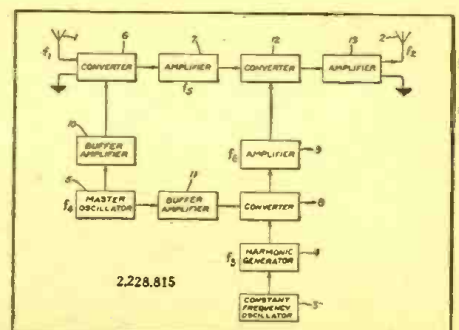 1 6 7 12 13 2
f1 CONVERTER AMPLIFIER CONVERTER AMPLIFIER f2
f5
10 BUFFER AMPLIFIER f6 AMPLIFIER 9
5 11
f4 MASTER OSCILLATOR BUFFER AMPLIFIER CONVERTER 8
f3 HARMONIC GENERATOR 4
2,228,815
CONSTANT FREQUENCY OSCILLATOR 3